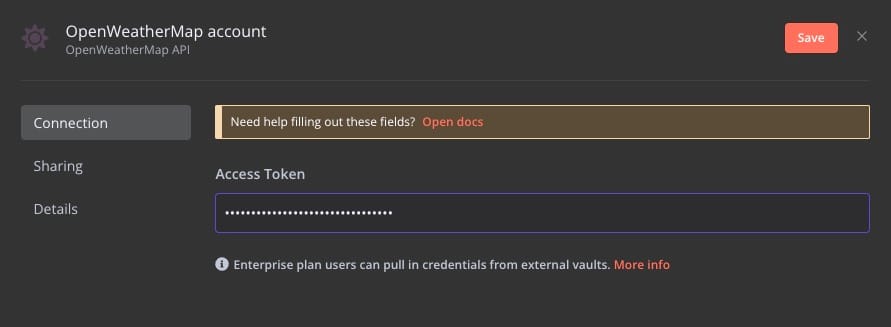 OpenWeatherMap account
OpenWeatherMap API
Save
Connection
Sharing
Details
Need help filling out these fields? Open docs
Access Token
••••••••••••••••••••••••••••••••
Enterprise plan users can pull in credentials from external vaults. More info